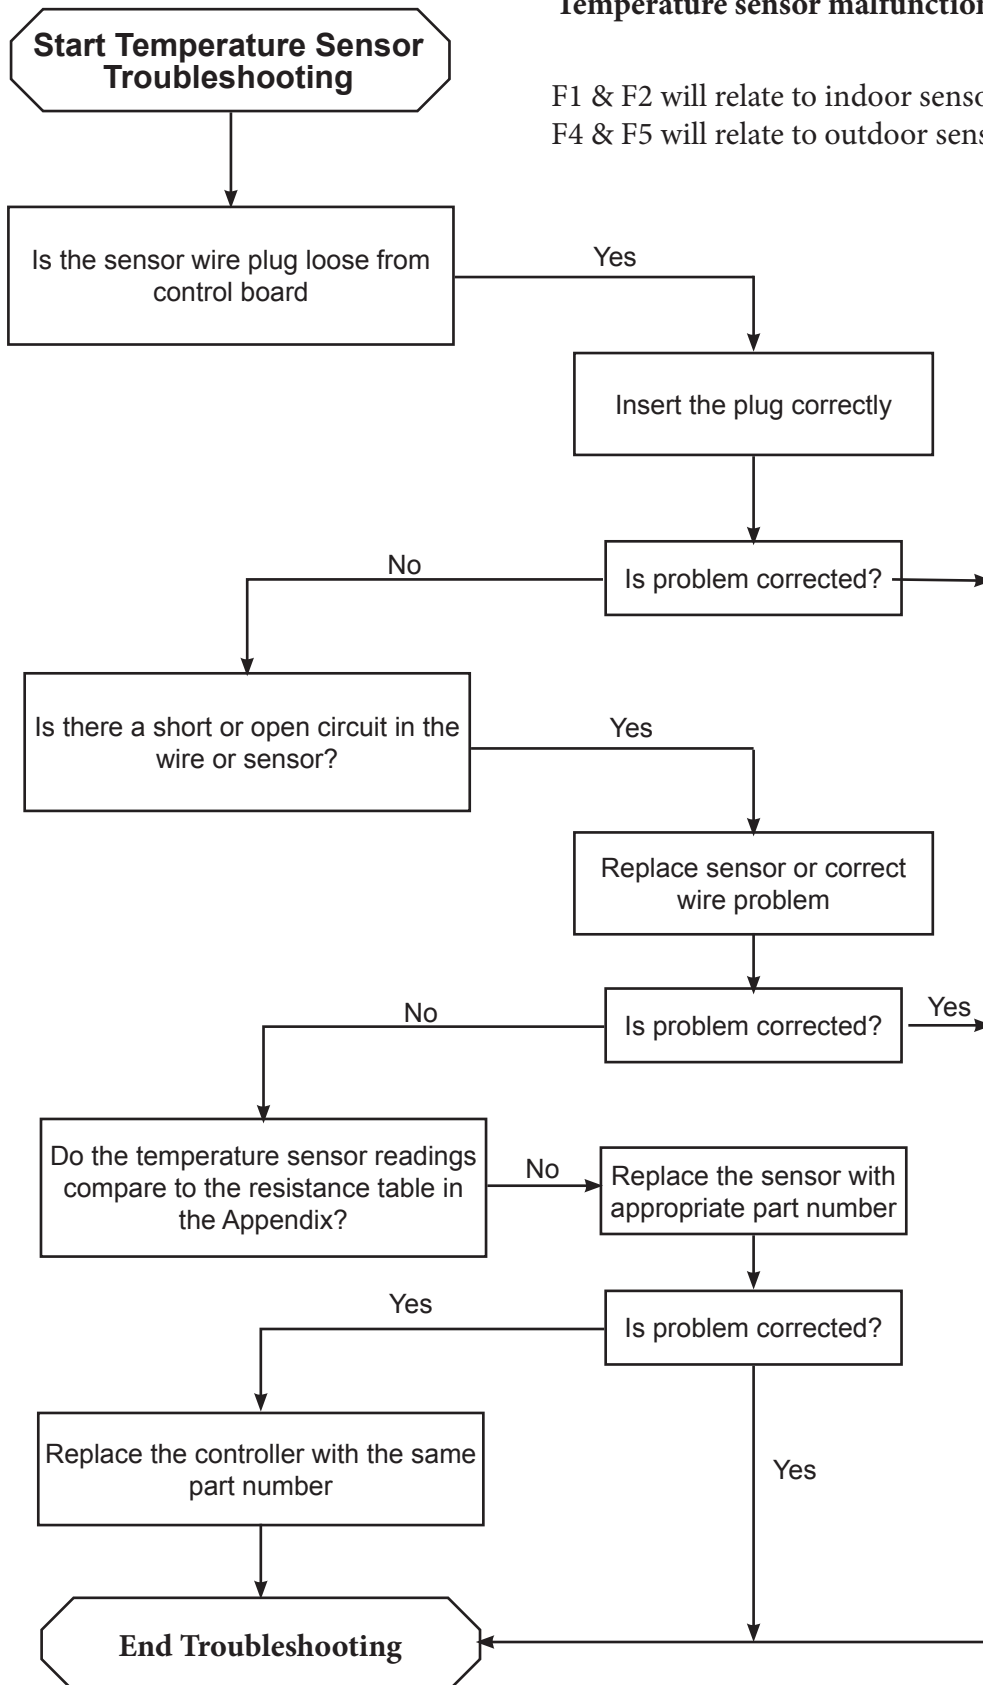 Temperature sensor malfunction
F1 & F2 will relate to indoor
F4 & F5 will relate to outdoor
Start Temperature Sensor
Troubleshooting
Is the sensor wire plug loose from
control board
Yes
Insert the plug correctly
Is problem corrected?
No
Is there a short or open circuit in the
wire or sensor?
Yes
Replace sensor or correct
wire problem
Is problem corrected?
Yes
No
Do the temperature sensor readings
compare to the resistance table in
the Appendix?
No
Replace the sensor with
appropriate part number
Is problem corrected?
Yes
Replace the controller with the same
part number
Yes
End Troubleshooting